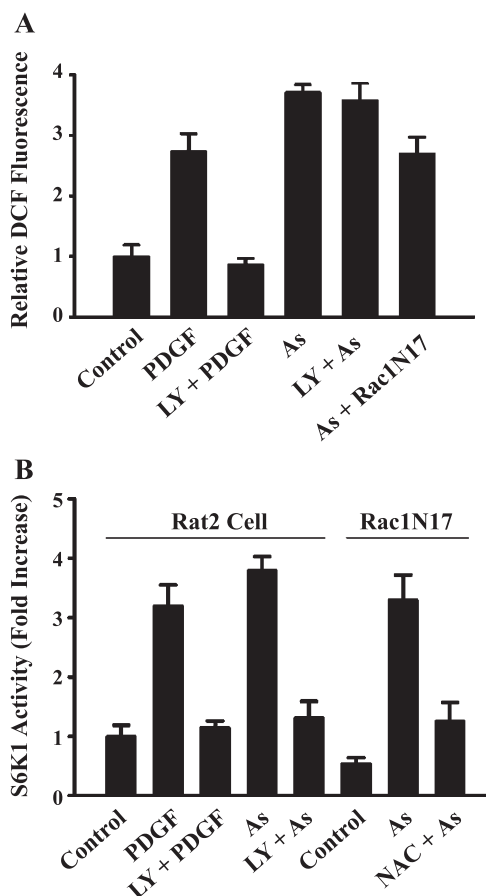 A
Relative DCF Fluorescence
4
3
2
1
0
Control
PDGF
LY + PDGF
As
LY + As
As + Rac1N17
B
S6K1 Activity (Fold Increase)
5
4
3
2
1
0
Rat2 Cell
Rac1N17
Control
PDGF
LY + PDGF
As
LY + As
Control
As
NAC + As